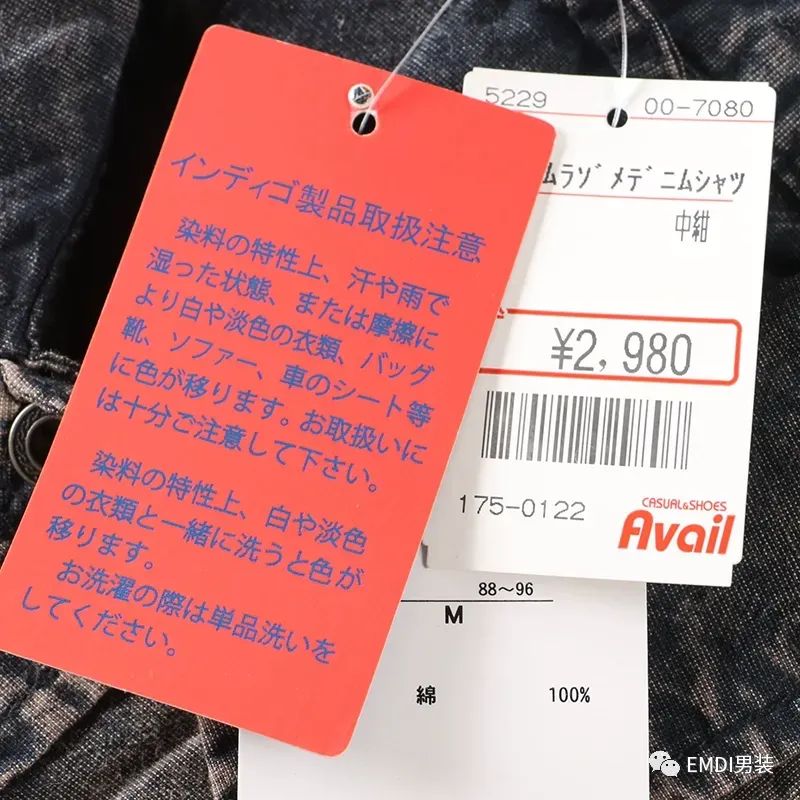 インディゴ製品取扱注意
染料の特性上、汗や雨で
湿った状態、または摩擦に
より白や淡色の衣類、バッグ
靴、ソファー、車のシート等
に色が移ります。お取扱いに
は十分ご注意して下さい。
染料の特性上、白や淡色
の衣類と一緒に洗うと色が
移ります。
お洗濯の際は単品洗いを
してください。
5229 00-7080
ムラゾメデニムシャツ
中紺
¥2,980
175-0122
CASUAL&SHOES
Avail
88～96
M
綿 100%
EMDI男装